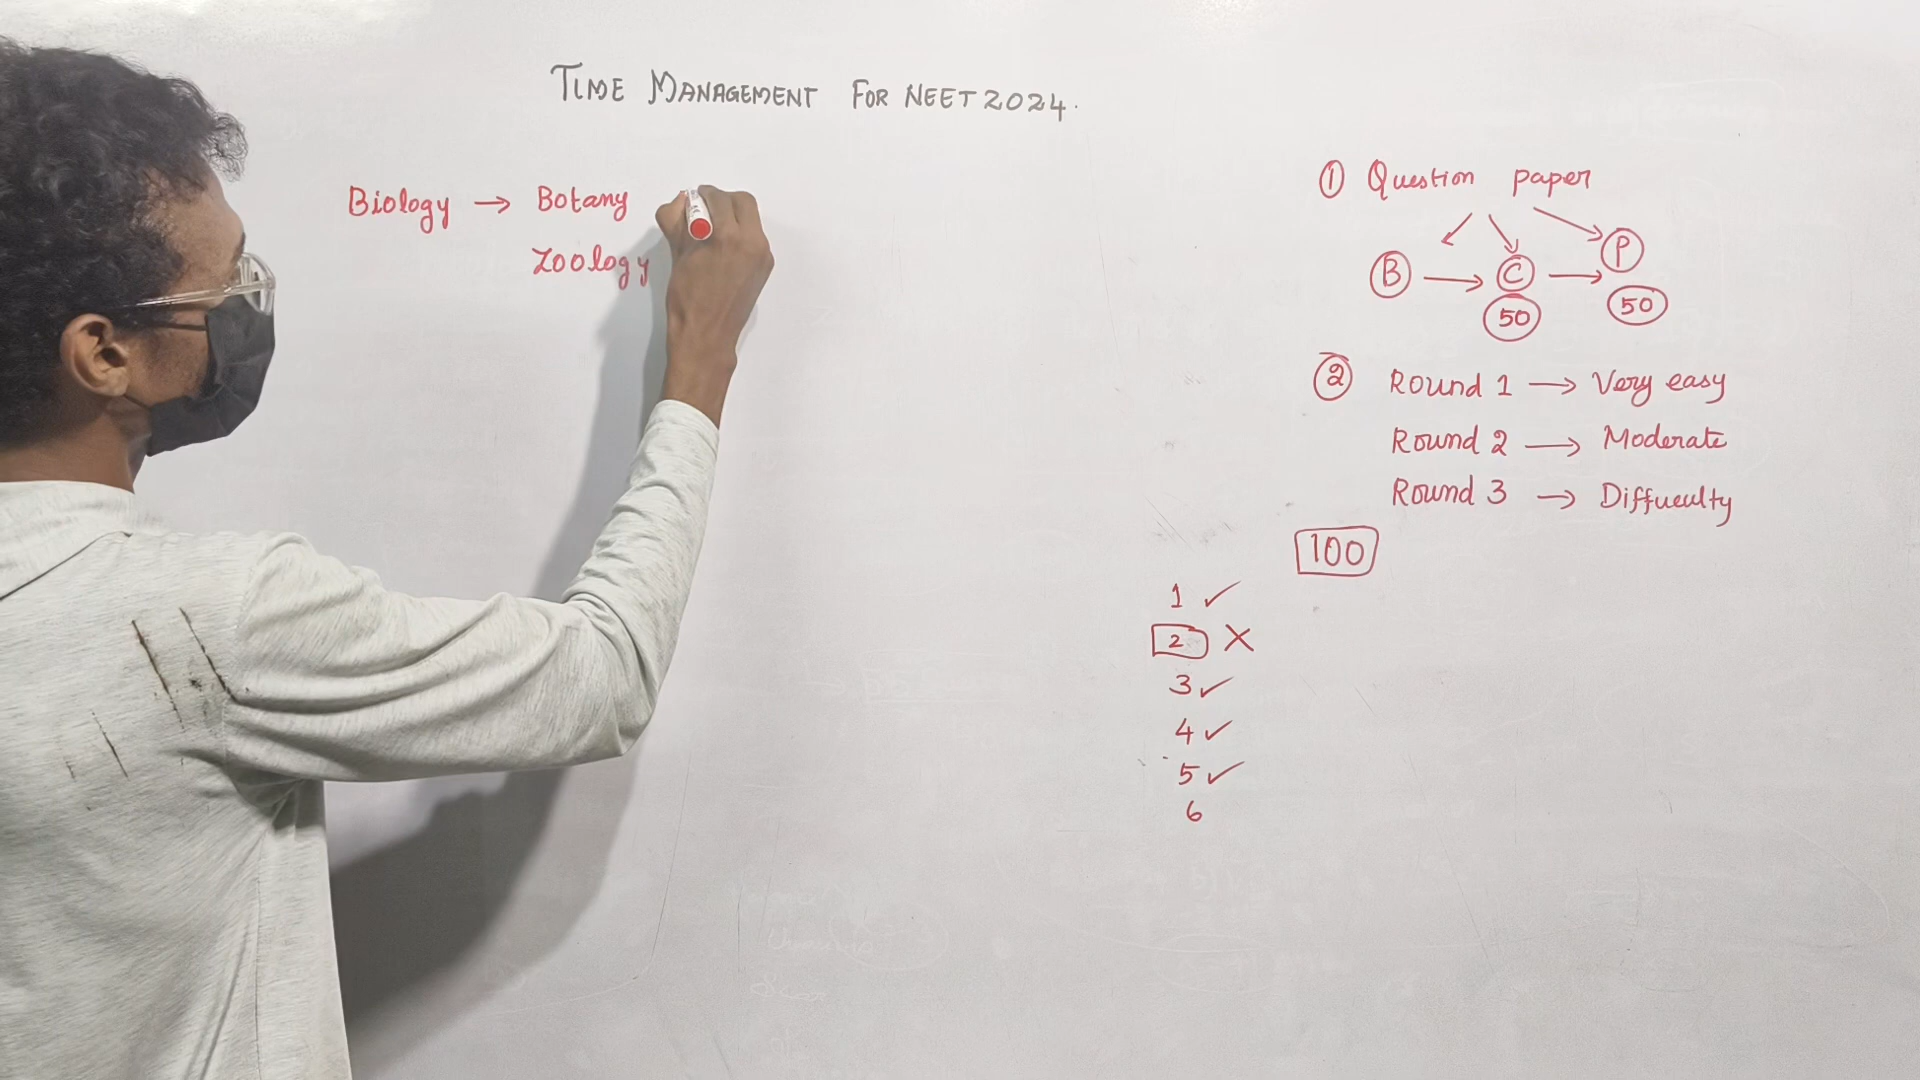 TIME MANAGEMENT FOR NEET 2024.
Biology → Botany
Zoology
① Question paper
B → C → P
50 50
② Round 1 → Very easy
Round 2 → Moderate
Round 3 → Diffuculty
100
1 ✓
2 X
3 ✓
4 ✓
5 ✓
6